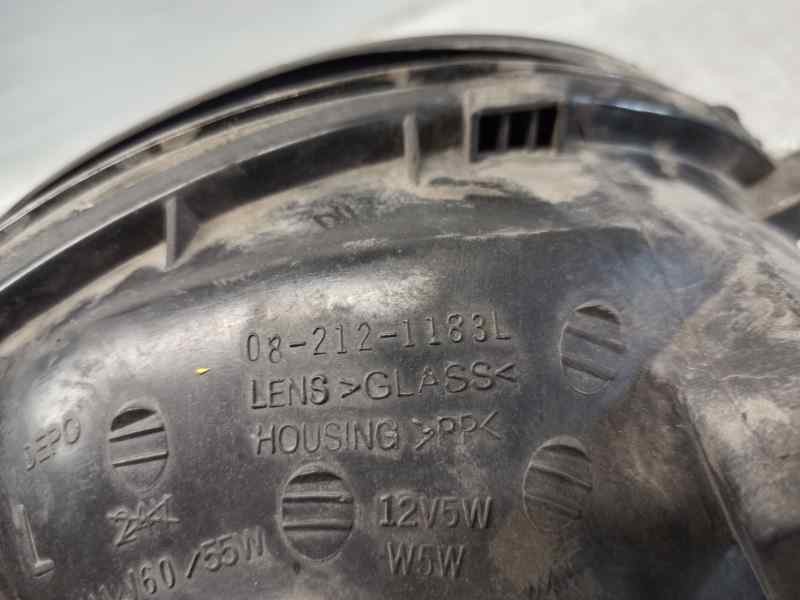 08-212-1183L
LENS >GLASS<
HOUSING >PP<
DEPO
12V5W
60/55W
W5W